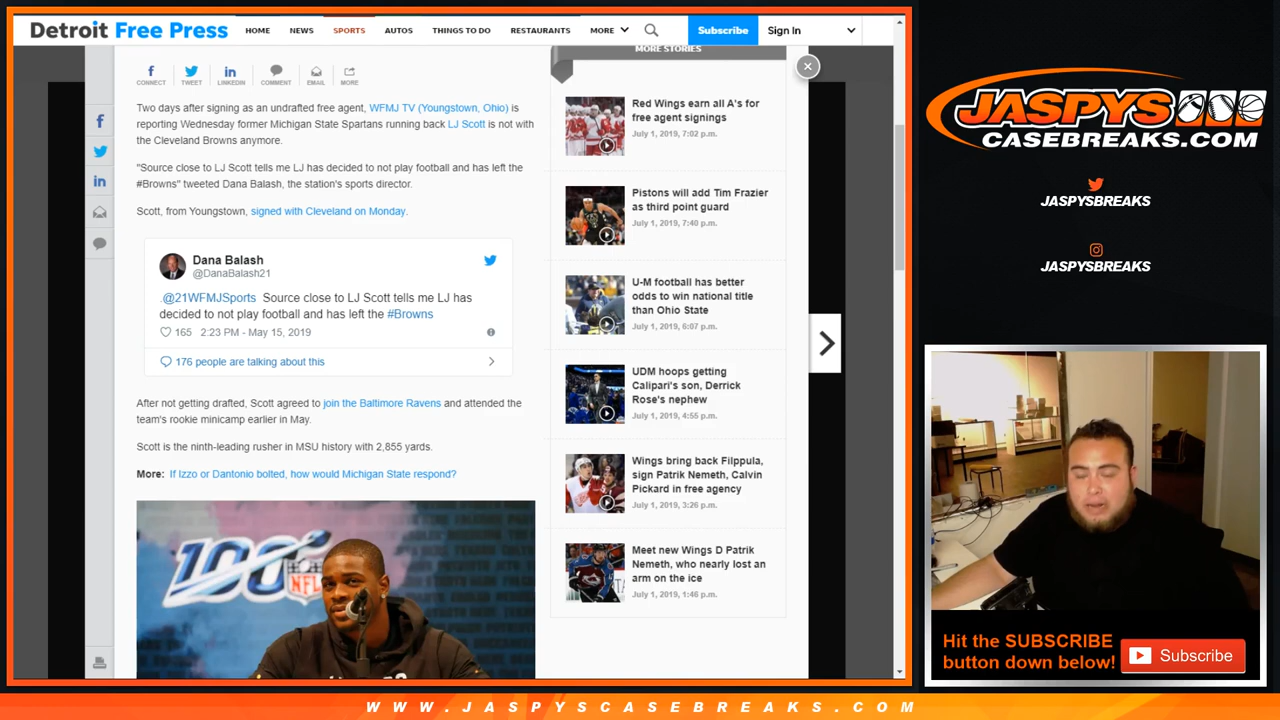 Detroit Free Press
HOME
NEWS
SPORTS
AUTOS
THINGS TO DO
RESTAURANTS
MORE
Subscribe
Sign In
CONNECT
TWEET
LINKEDIN
COMMENT
EMAIL
MORE
Two days after signing as an undrafted free agent, WFMJ TV (Youngstown, Ohio) is
reporting Wednesday former Michigan State Spartans running back LJ Scott is not with
the Cleveland Browns anymore.
"Source close to LJ Scott tells me LJ has decided to not play football and has left the
#Browns" tweeted Dana Balash, the station's sports director.
Scott, from Youngstown, signed with Cleveland on Monday.
Dana Balash
@DanaBalash21
.@21WFMJSports Source close to LJ Scott tells me LJ has
decided to not play football and has left the #Browns
165 2:23 PM - May 15, 2019
176 people are talking about this
After not getting drafted, Scott agreed to join the Baltimore Ravens and attended the
team's rookie minicamp earlier in May.
Scott is the ninth-leading rusher in MSU history with 2,855 yards.
More: If Izzo or Dantonio bolted, how would Michigan State respond?
100
NFL
MORE STORIES
Red Wings earn all A's for
free agent signings
July 1, 2019, 7:02 p.m.
Pistons will add Tim Frazier
as third point guard
July 1, 2019, 7:40 p.m.
U-M football has better
odds to win national title
than Ohio State
July 1, 2019, 6:07 p.m.
UDM hoops getting
Calipari's son, Derrick
Rose's nephew
July 1, 2019, 4:55 p.m.
Wings bring back Filppula,
sign Patrik Nemeth, Calvin
Pickard in free agency
July 1, 2019, 3:26 p.m.
Meet new Wings D Patrik
Nemeth, who nearly lost an
arm on the ice
July 1, 2019, 1:46 p.m.
JASPYS
CASEBREAKS.COM
JASPYSBREAKS
JASPYSBREAKS
Hit the SUBSCRIBE
button down below!
Subscribe
WWW.JASPYSCASEBREAKS.COM